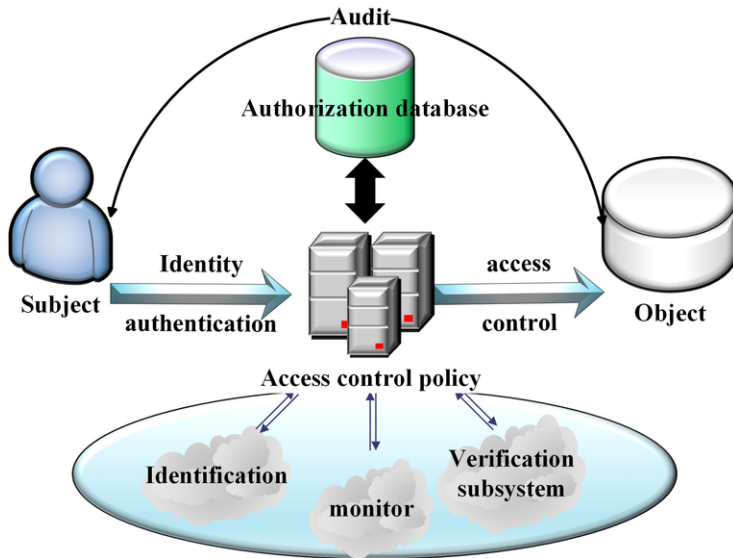 Audit
Authorization database
Identity
authentication
access
control
Subject
Object
Access control policy
Identification
monitor
Verification
subsystem